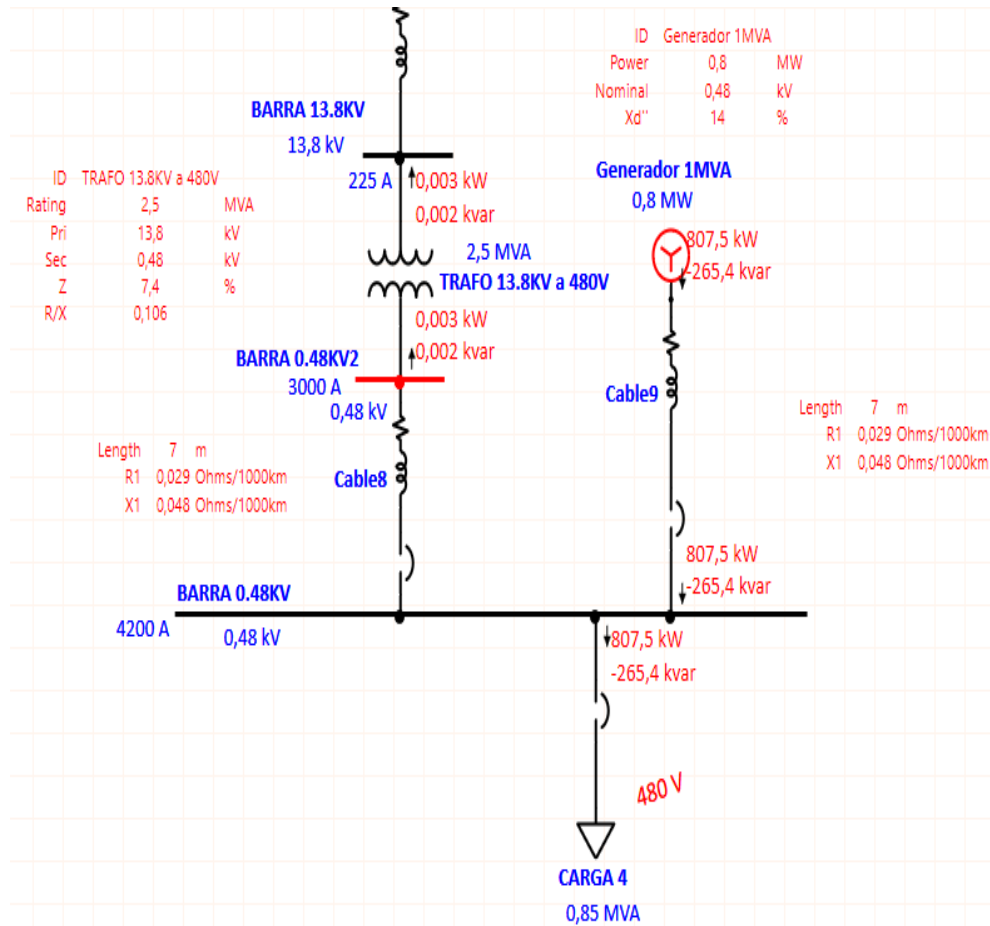 ID Generador 1MVA
Power 0,8 MW
Nominal 0,48 kV
Xd'' 14 %
BARRA 13.8KV
13,8 kV
225 A
0,003 kW
0,002 kvar
ID TRAFO 13.8KV a 480V
Rating 2,5 MVA
Pri 13,8 kV
Sec 0,48 kV
Z 7,4 %
R/X 0,106
2,5 MVA
TRAFO 13.8KV a 480V
0,003 kW
0,002 kvar
Generador 1MVA
0,8 MW
807,5 kW
-265,4 kvar
BARRA 0.48KV2
3000 A
0,48 kV
Cable9
Length 7 m
R1 0,029 Ohms/1000km
X1 0,048 Ohms/1000km
Length 7 m
R1 0,029 Ohms/1000km
X1 0,048 Ohms/1000km
Cable8
807,5 kW
-265,4 kvar
BARRA 0.48KV
4200 A
0,48 kV
807,5 kW
-265,4 kvar
480 V
CARGA 4
0,85 MVA